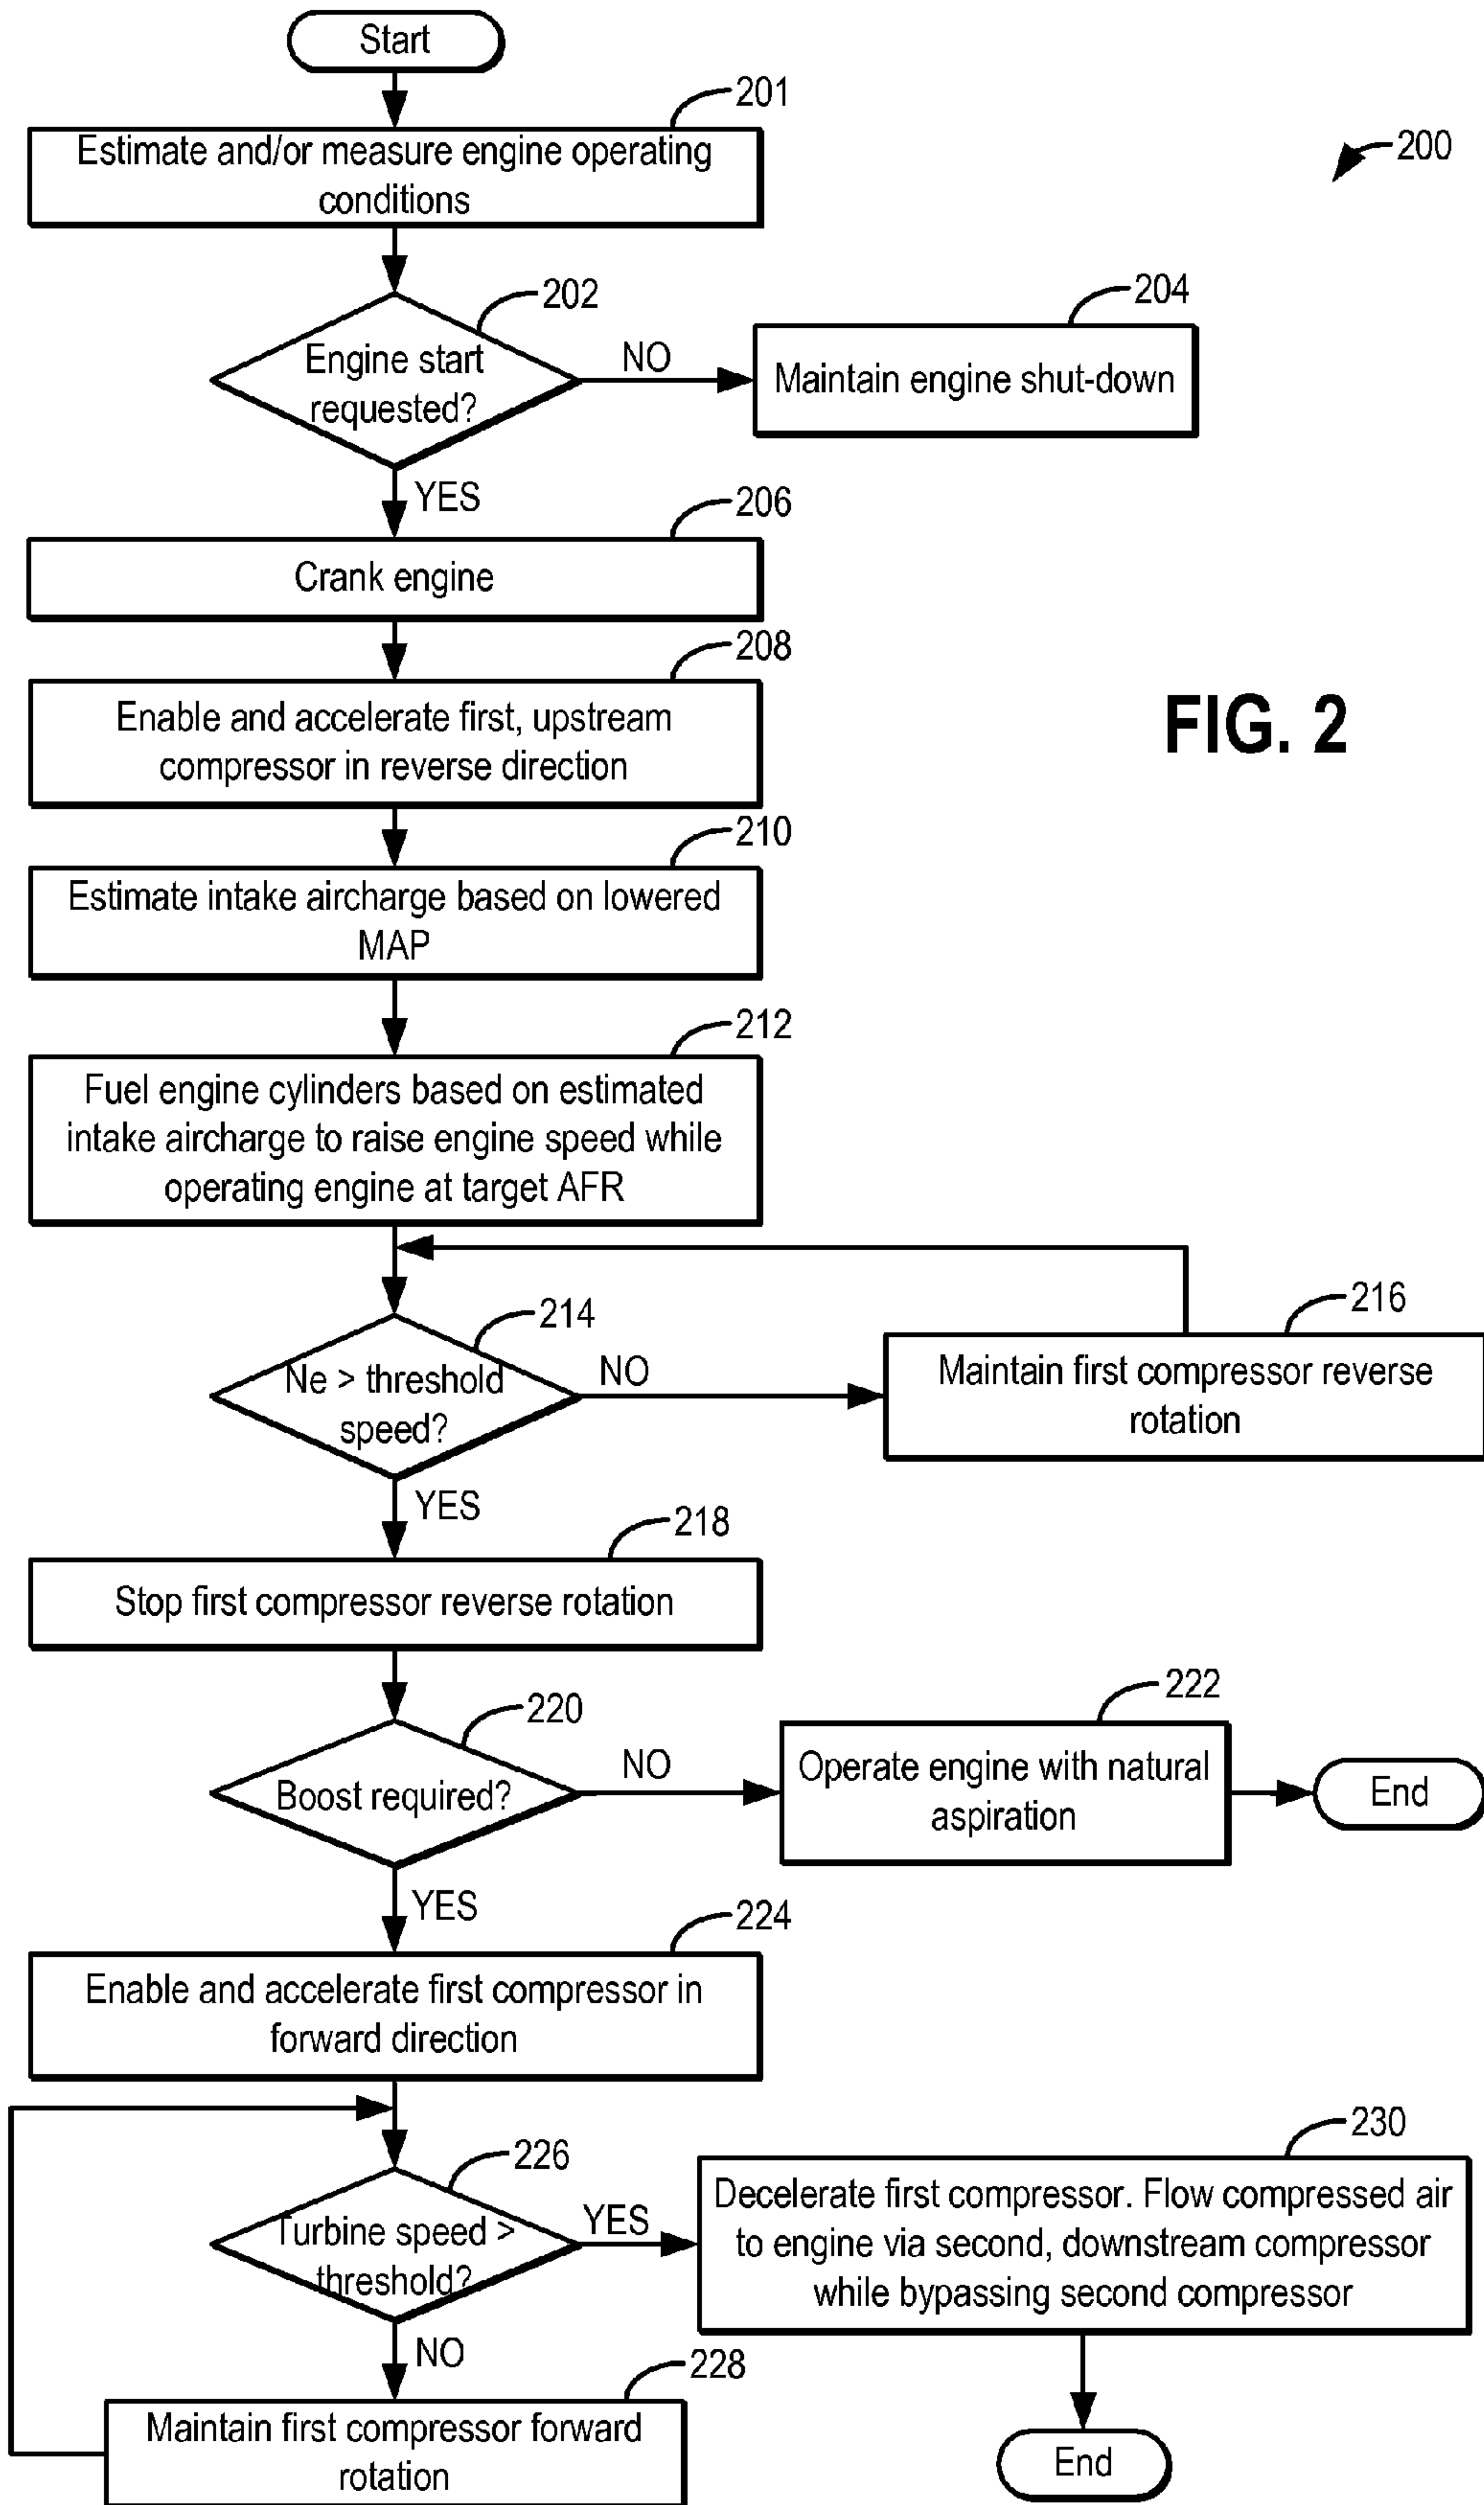 Start
201
Estimate and/or measure engine operating
conditions
200
202
Engine start
requested?
NO
204
Maintain engine shut-down
YES
206
Crank engine
208
Enable and accelerate first, upstream
compressor in reverse direction
FIG. 2
210
Estimate intake aircharge based on lowered
MAP
212
Fuel engine cylinders based on estimated
intake aircharge to raise engine speed while
operating engine at target AFR
214
Ne > threshold
speed?
NO
216
Maintain first compressor reverse
rotation
YES
218
Stop first compressor reverse rotation
220
Boost required?
NO
222
Operate engine with natural
aspiration
End
YES
224
Enable and accelerate first compressor in
forward direction
226
Turbine speed >
threshold?
YES
230
Decelerate first compressor. Flow compressed air
to engine via second, downstream compressor
while bypassing second compressor
NO
228
Maintain first compressor forward
rotation
End